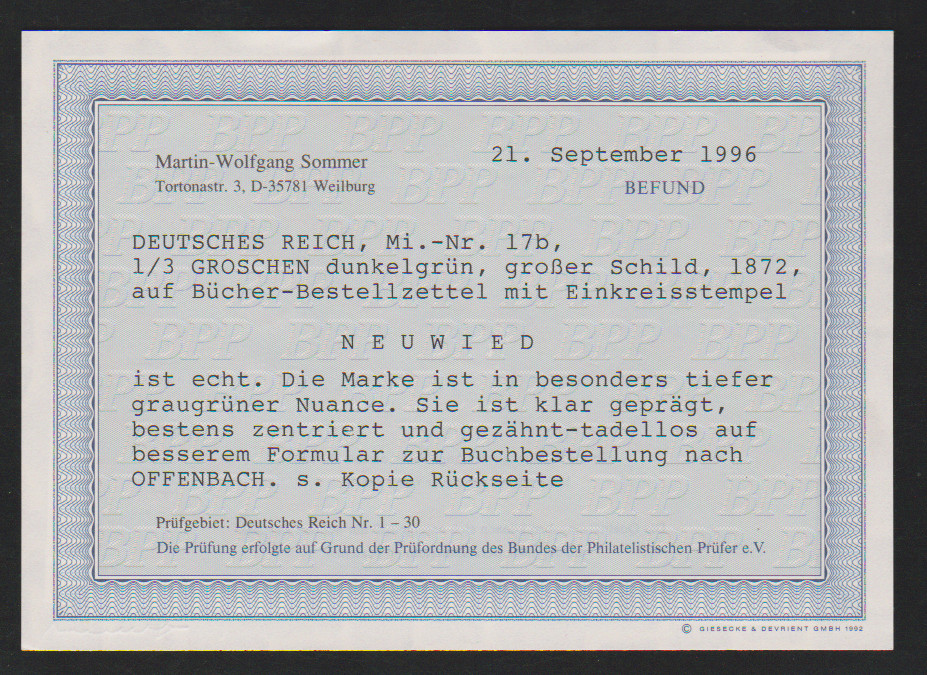 Martin-Wolfgang Sommer
Tortonastr. 3, D-35781 Weilburg
21. September 1996
BEFUND
DEUTSCHES REICH, Mi.-Nr. 17b,
1/3 GROSCHEN dunkelgrün, großer Schild, 1872,
auf Bücher-Bestellzettel mit Einkreisstempel
N E U W I E D
ist echt. Die Marke ist in besonders tiefer
graugrüner Nuance. Sie ist klar geprägt,
bestens zentriert und gezähnt-tadellos auf
besserem Formular zur Buchbestellung nach
OFFENBACH. s. Kopie Rückseite
Prüfgebiet: Deutsches Reich Nr. 1 – 30
Die Prüfung erfolgte auf Grund der Prüfordnung des Bundes der Philatelistischen Prüfer e.V.
© GIESECKE & DEVRIENT GMBH 1992